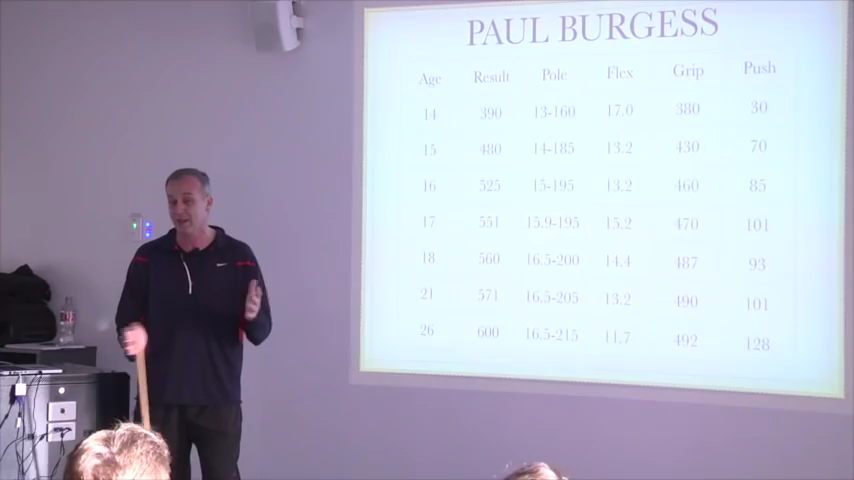 PAUL BURGESS
Age Result Pole Flex Grip Push
14 390 13-160 17.0 380 30
15 480 14-185 13.2 430 70
16 525 15-195 13.2 460 85
17 551 15.9-195 15.2 470 101
18 560 16.5-200 14.4 487 93
21 571 16.5-205 13.2 490 101
26 600 16.5-215 11.7 492 128